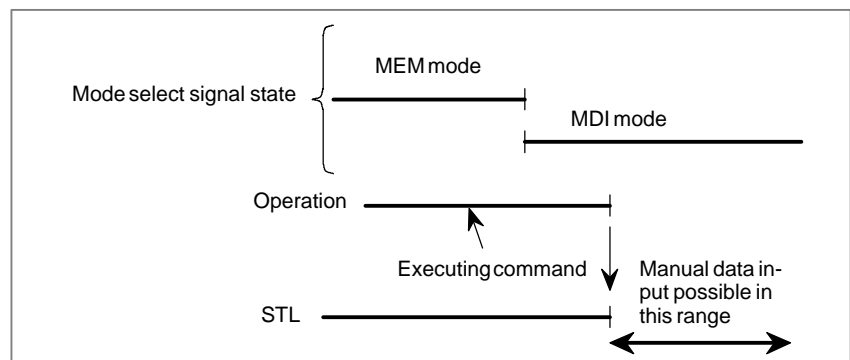 MEM mode
Mode select signal state
MDI mode
Operation
Executing command
Manual data in-
put possible in
this range
STL